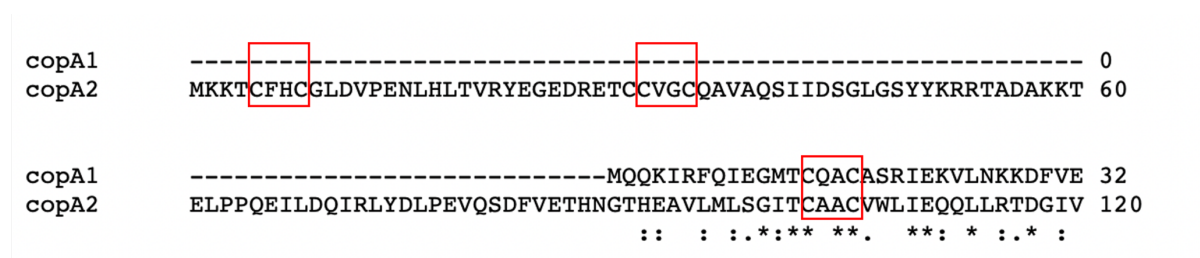 copA1 ------------------------------------------------------------ 0
copA2 MKKTCFHCGLDVPENLHLTVRYEGEDRETCCVGCQAVAQSIIDSGLGSYYKRRTADAKKT 60
copA1 ----------------------------MQQKIRFQIEGMTCQACASRIEKVLNKKDFVE 32
copA2 ELPPQEILDQIRLYDLPEVQSDFVETHNGTHEAVLMLSGITCAACVWLIEQQLLRTDGIV 120
::  : :.*:**  **. **: * :.* :